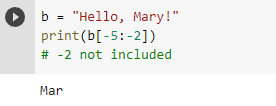 b = "Hello, Mary!"
print(b[-5:-2])
# -2 not included
Mar